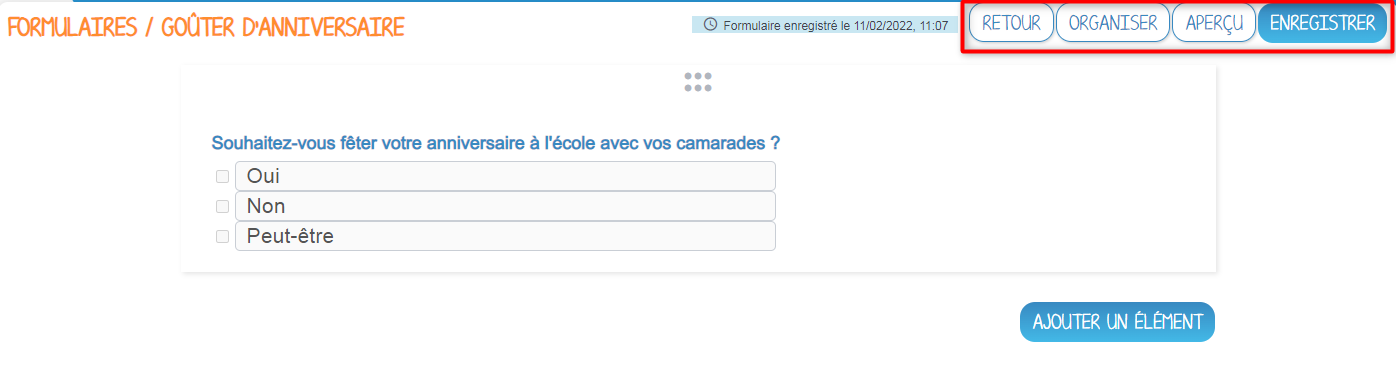 FORMULAIRES / GOÛTER D'ANNIVERSAIRE
Formulaire enregistré le 11/02/2022, 11:07
RETOUR
ORGANISER
APERÇU
ENREGISTRER
Souhaitez-vous fêter votre anniversaire à l'école avec vos camarades ?
Oui
Non
Peut-être
AJOUTER UN ÉLÉMENT